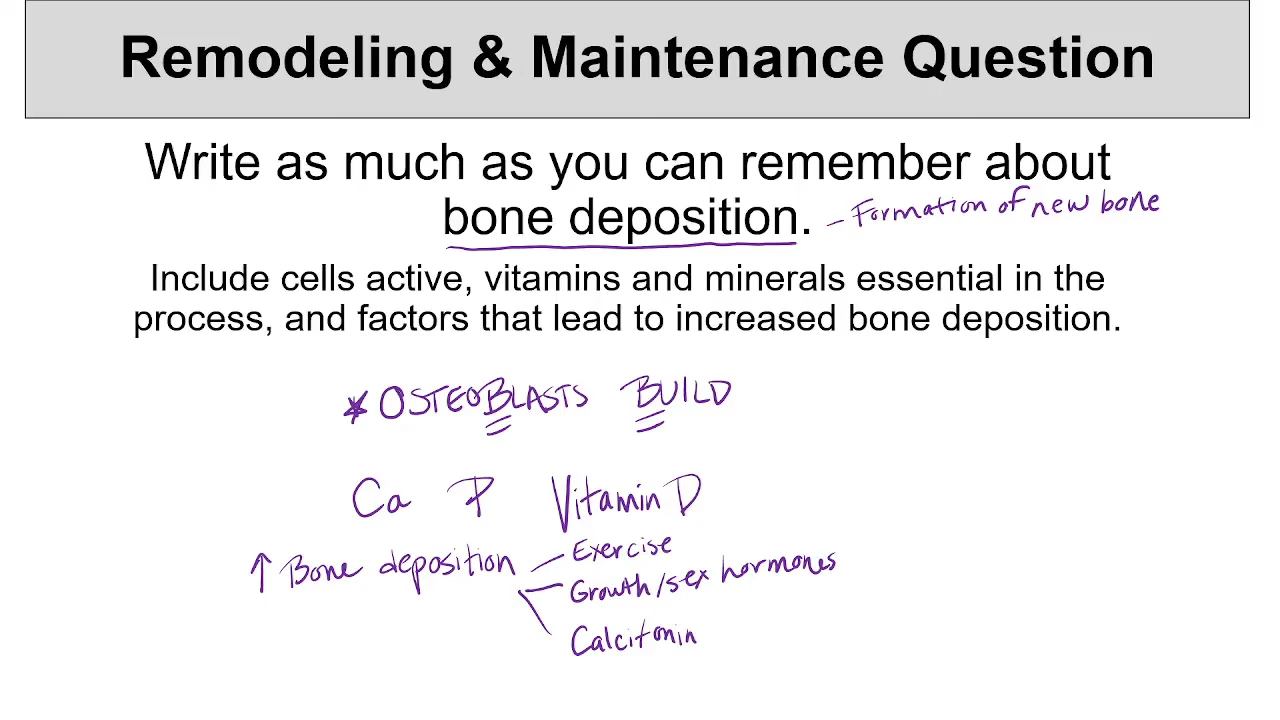 Remodeling & Maintenance Question
Write as much as you can remember about
bone deposition. – Formation of new bone
Include cells active, vitamins and minerals essential in the
process, and factors that lead to increased bone deposition.
* OSTEOBLASTS BUILD
Ca P Vitamin D
↑ Bone deposition – Exercise
Growth/sex hormones
Calcitonin